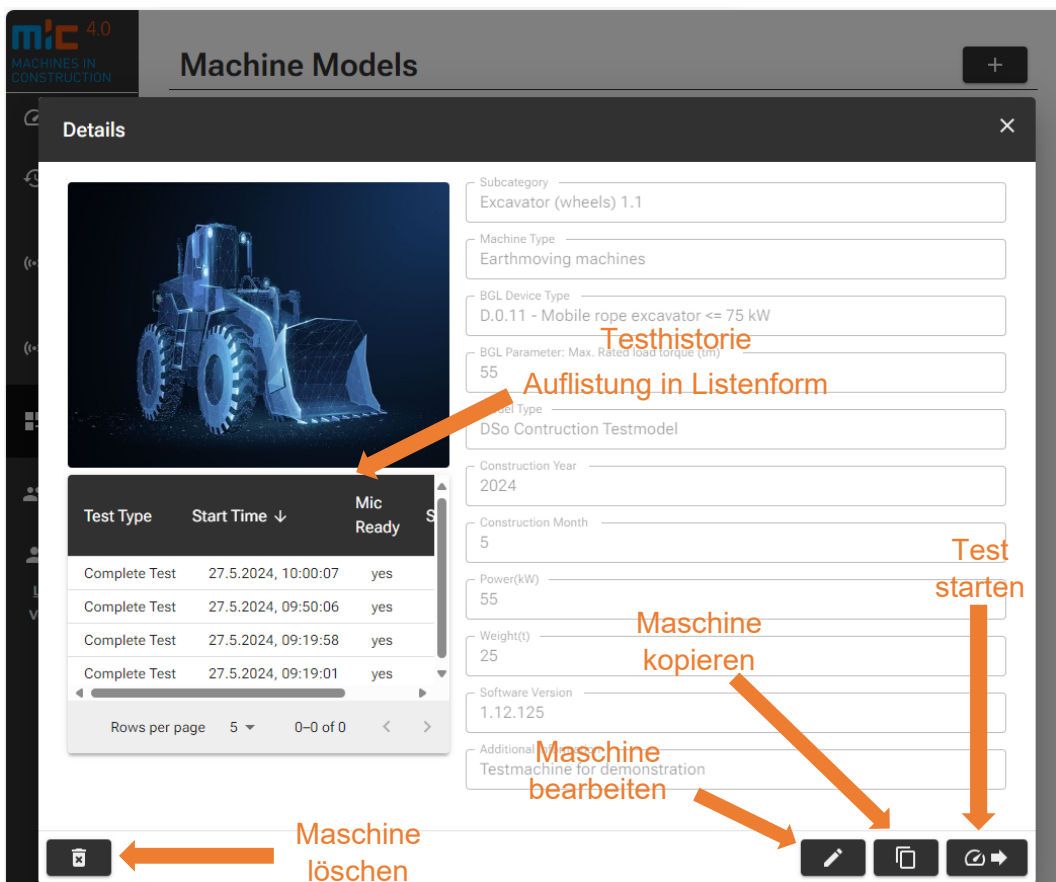 mic 4.0
MACHINES IN
CONSTRUCTION
Machine Models
Details
Subcategory
Excavator (wheels) 1.1
Machine Type
Earthmoving machines
BGL Device Type
D.0.11 - Mobile rope excavator <= 75 kW
Testhistorie
BGL Parameter: Max. Rated load torque (tm)
55
Auflistung in Listenform
Model Type
DSo Contruction Testmodel
Construction Year
2024
Construction Month
5
Power(kW)
55
Weight(t)
25
Software Version
1.12.125
Additional Information
Testmachine for demonstration
Test Type Start Time Mic Ready S
Complete Test 27.5.2024, 10:00:07 yes
Complete Test 27.5.2024, 09:50:06 yes
Complete Test 27.5.2024, 09:19:58 yes
Complete Test 27.5.2024, 09:19:01 yes
Rows per page 5 0–0 of 0
Test
starten
Maschine
kopieren
Maschine
bearbeiten
Maschine
löschen